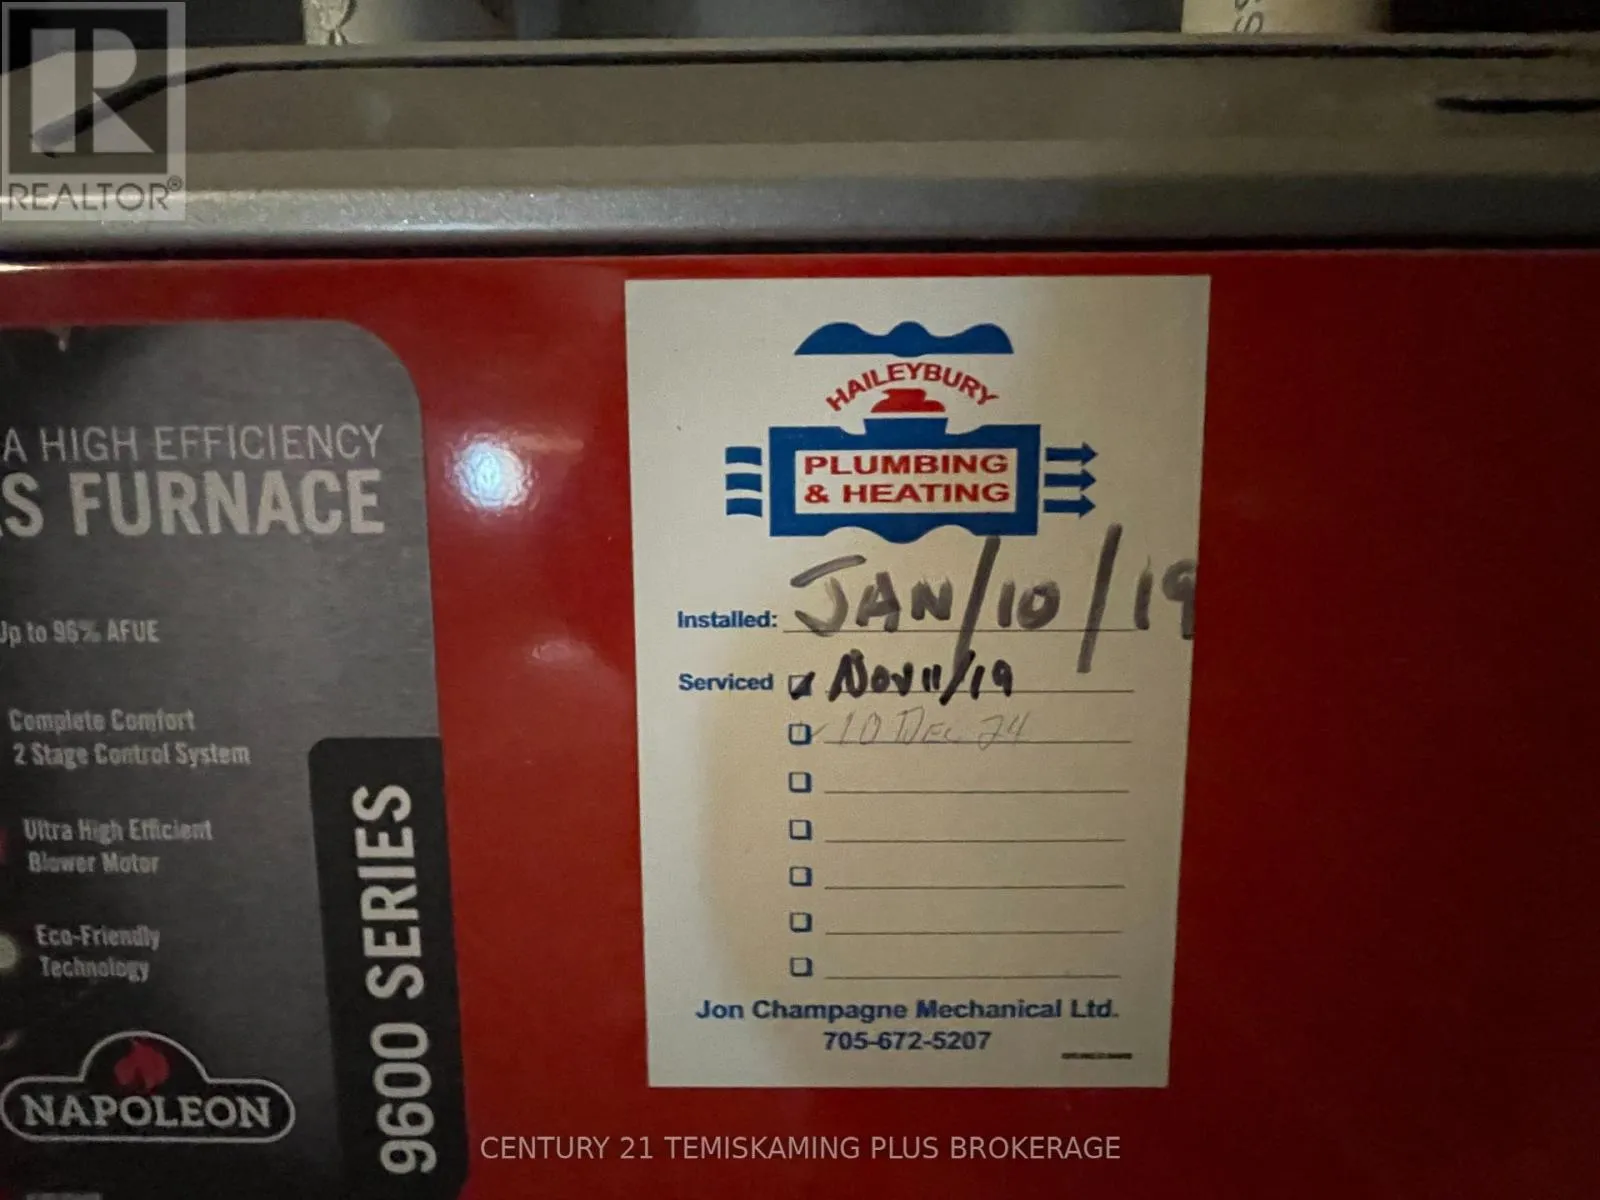 REALTOR®
A HIGH EFFICIENCY
S FURNACE
Up to 96% AFUE
Complete Comfort
2 Stage Control System
Ultra High Efficient
Blower Motor
Eco-Friendly
Technology
NAPOLEON
9600 SERIES
HAILEYBURY
PLUMBING
& HEATING
Installed: JAN/10/19
Serviced Nov 11/19
10 DEC 24
Jon Champagne Mechanical Ltd.
705-672-5207
CENTURY 21 TEMISKAMING PLUS BROKERAGE